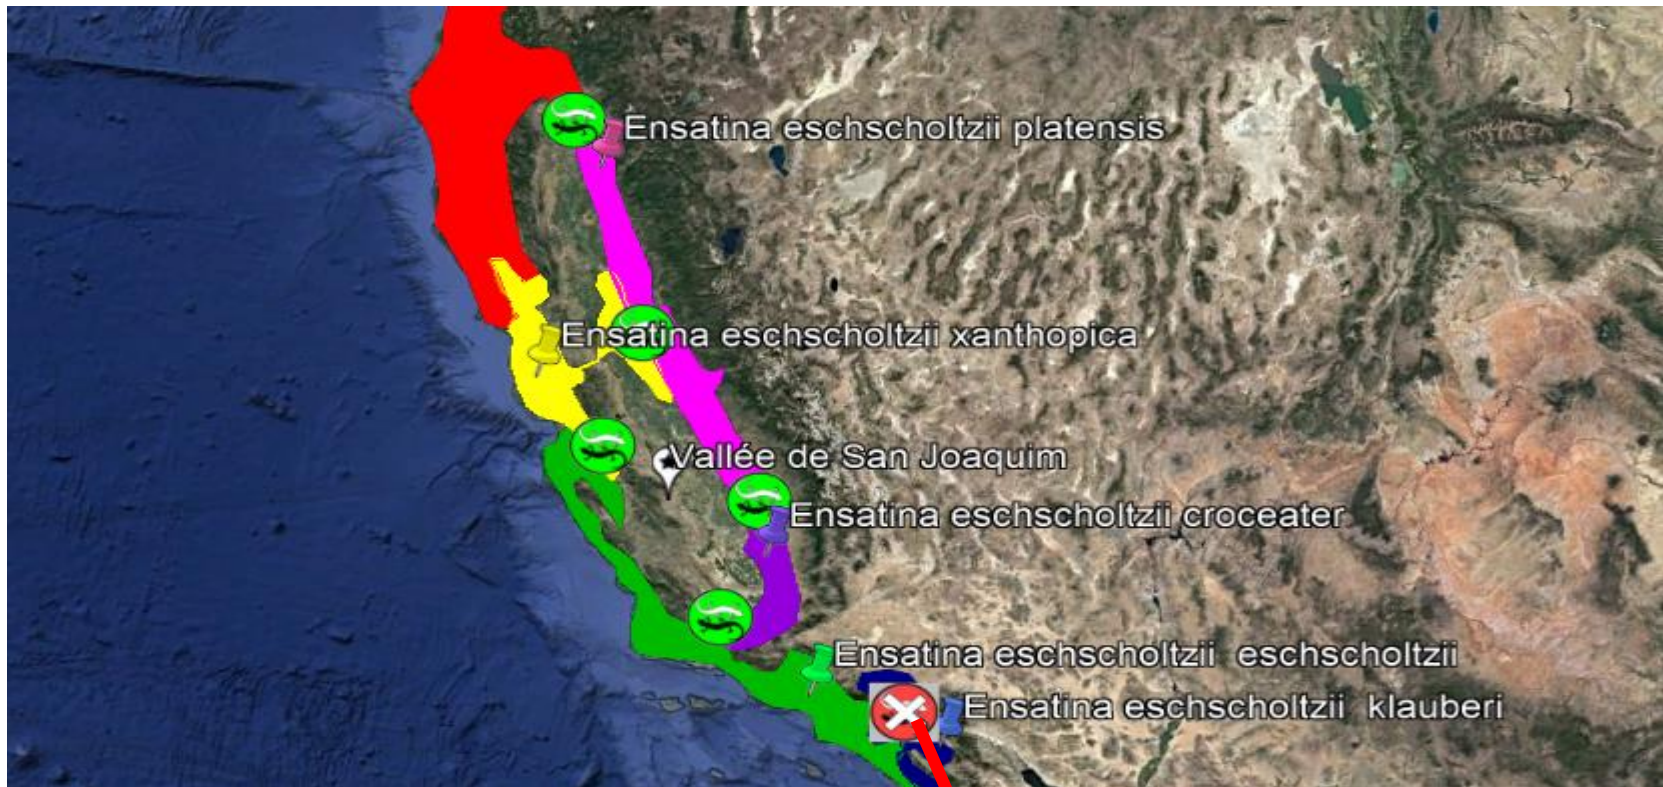 Ensatina eschscholtzii platensis
Ensatina eschscholtzii xanthopica
Vallée de San Joaquim
Ensatina eschscholtzii croceater
Ensatina eschscholtzii eschscholtzii
Ensatina eschscholtzii klauberi